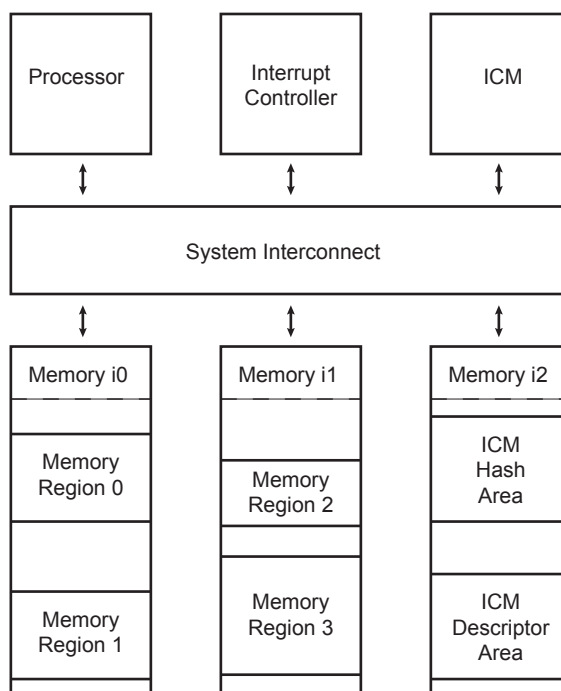 Processor
Interrupt
Controller
ICM
System Interconnect
Memory i0
Memory i1
Memory i2
Memory
Region 0
Memory
Region 1
Memory
Region 2
Memory
Region 3
ICM
Hash
Area
ICM
Descriptor
Area